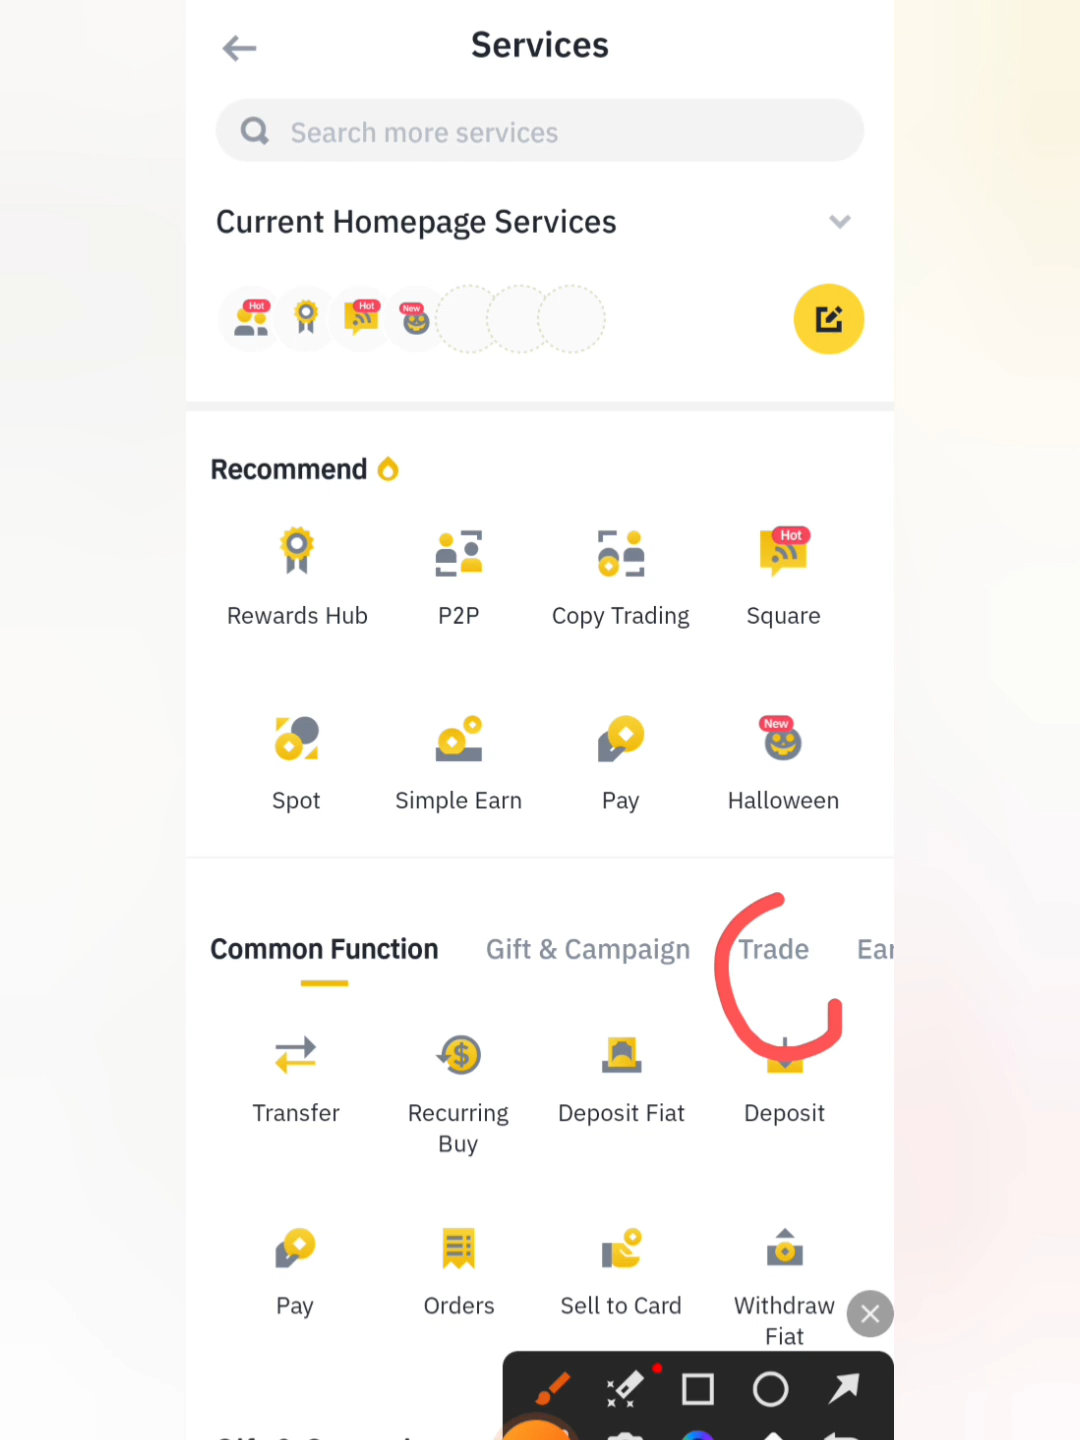 Services
Search more services
Current Homepage Services
Hot
Hot
New
Recommend
Hot
Rewards Hub P2P Copy Trading Square
New
Spot Simple Earn Pay Halloween
Common Function Gift & Campaign Trade Ear
Transfer Recurring Buy Deposit Fiat Deposit
Pay Orders Sell to Card Withdraw Fiat